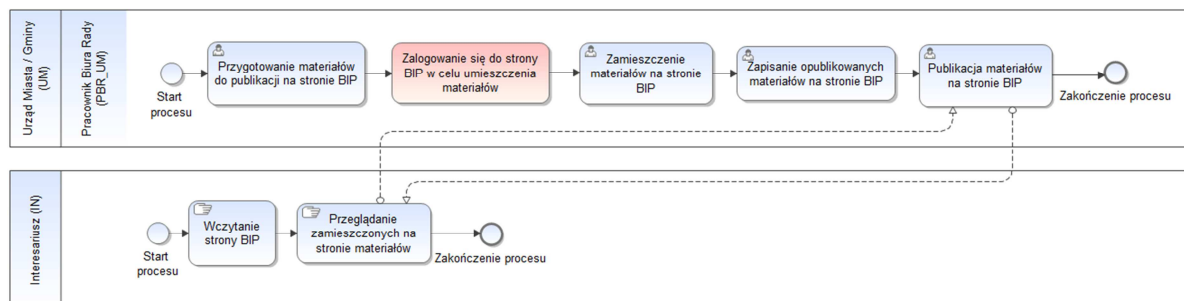 Urząd Miasta / Gminy
(UM)
Pracownik Biura Rady
(PBR_UM)
Start
procesu
Przygotowanie materiałów
do publikacji na stronie BIP
Zalogowanie się do strony
BIP w celu umieszczenia
materiałów
Zamieszczenie
materiałów na stronie
BIP
Zapisanie opublikowanych
materiałów na stronie BIP
Publikacja materiałów
na stronie BIP
Zakończenie procesu
Interesariusz (IN)
Start
procesu
Wczytanie
strony BIP
Przeglądanie
zamieszczonych na
stronie materiałów
Zakończenie procesu